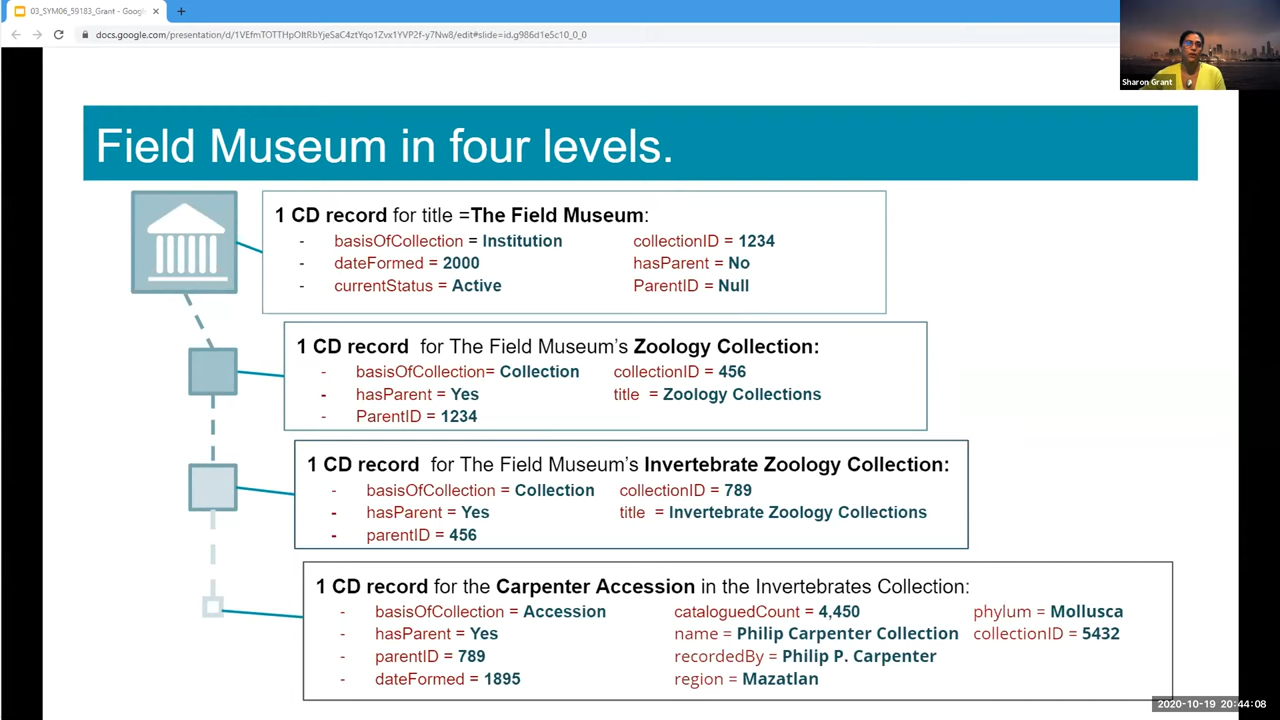 03_SYM06_59183_Grant - Googl
docs.google.com/presentation/d/1VEfmTOTTHpOltRbYjeSaC4ztYqo1Zvx1YVP2f-y7Nw8/edit#slide=id.g986d1e5c10_0_0
Sharon Grant
Field Museum in four levels.
1 CD record for title =The Field Museum:
- basisOfCollection = Institution collectionID = 1234
- dateFormed = 2000 hasParent = No
- currentStatus = Active ParentID = Null
1 CD record for The Field Museum's Zoology Collection:
- basisOfCollection= Collection collectionID = 456
- hasParent = Yes title = Zoology Collections
- ParentID = 1234
1 CD record for The Field Museum's Invertebrate Zoology Collection:
- basisOfCollection = Collection collectionID = 789
- hasParent = Yes title = Invertebrate Zoology Collections
- parentID = 456
1 CD record for the Carpenter Accession in the Invertebrates Collection:
- basisOfCollection = Accession cataloguedCount = 4,450 phylum = Mollusca
- hasParent = Yes name = Philip Carpenter Collection collectionID = 5432
- parentID = 789 recordedBy = Philip P. Carpenter
- dateFormed = 1895 region = Mazatlan
2020-10-19 20:44:08